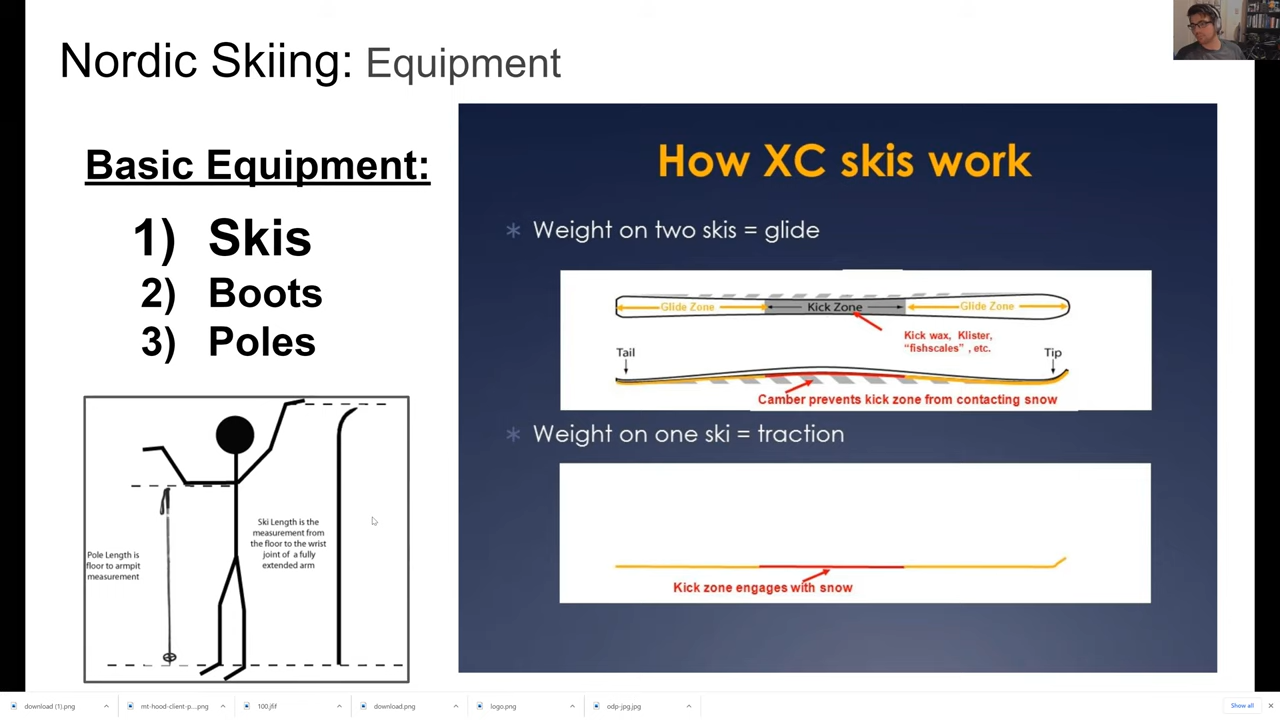 Nordic Skiing: Equipment
Basic Equipment:
1) Skis
2) Boots
3) Poles
Pole Length is
floor to armpit
measurement
Ski Length is the
measurement from
the floor to the wrist
joint of a fully
extended arm
How XC skis work
Weight on two skis = glide
Glide Zone
Kick Zone
Glide Zone
Kick wax, Klister,
"fishscales" , etc.
Tail
Tip
Camber prevents kick zone from contacting snow
Weight on one ski = traction
Kick zone engages with snow
download (1).png
mt-hood-client-p....png
100.jfif
download.png
logo.png
odp-jpg.jpg
Show all